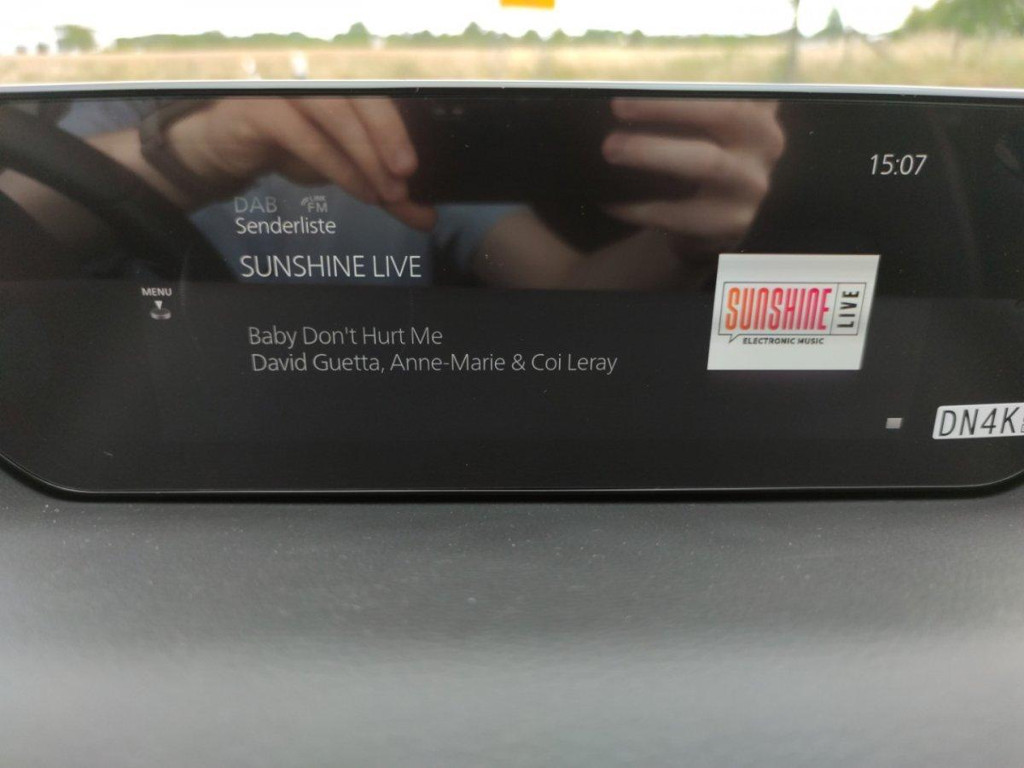 15:07
DAB FM
Senderliste
SUNSHINE LIVE
MENU
Baby Don't Hurt Me
David Guetta, Anne-Marie & Coi Leray
SUNSHINE LIVE
ELECTRONIC MUSIC
DN4K